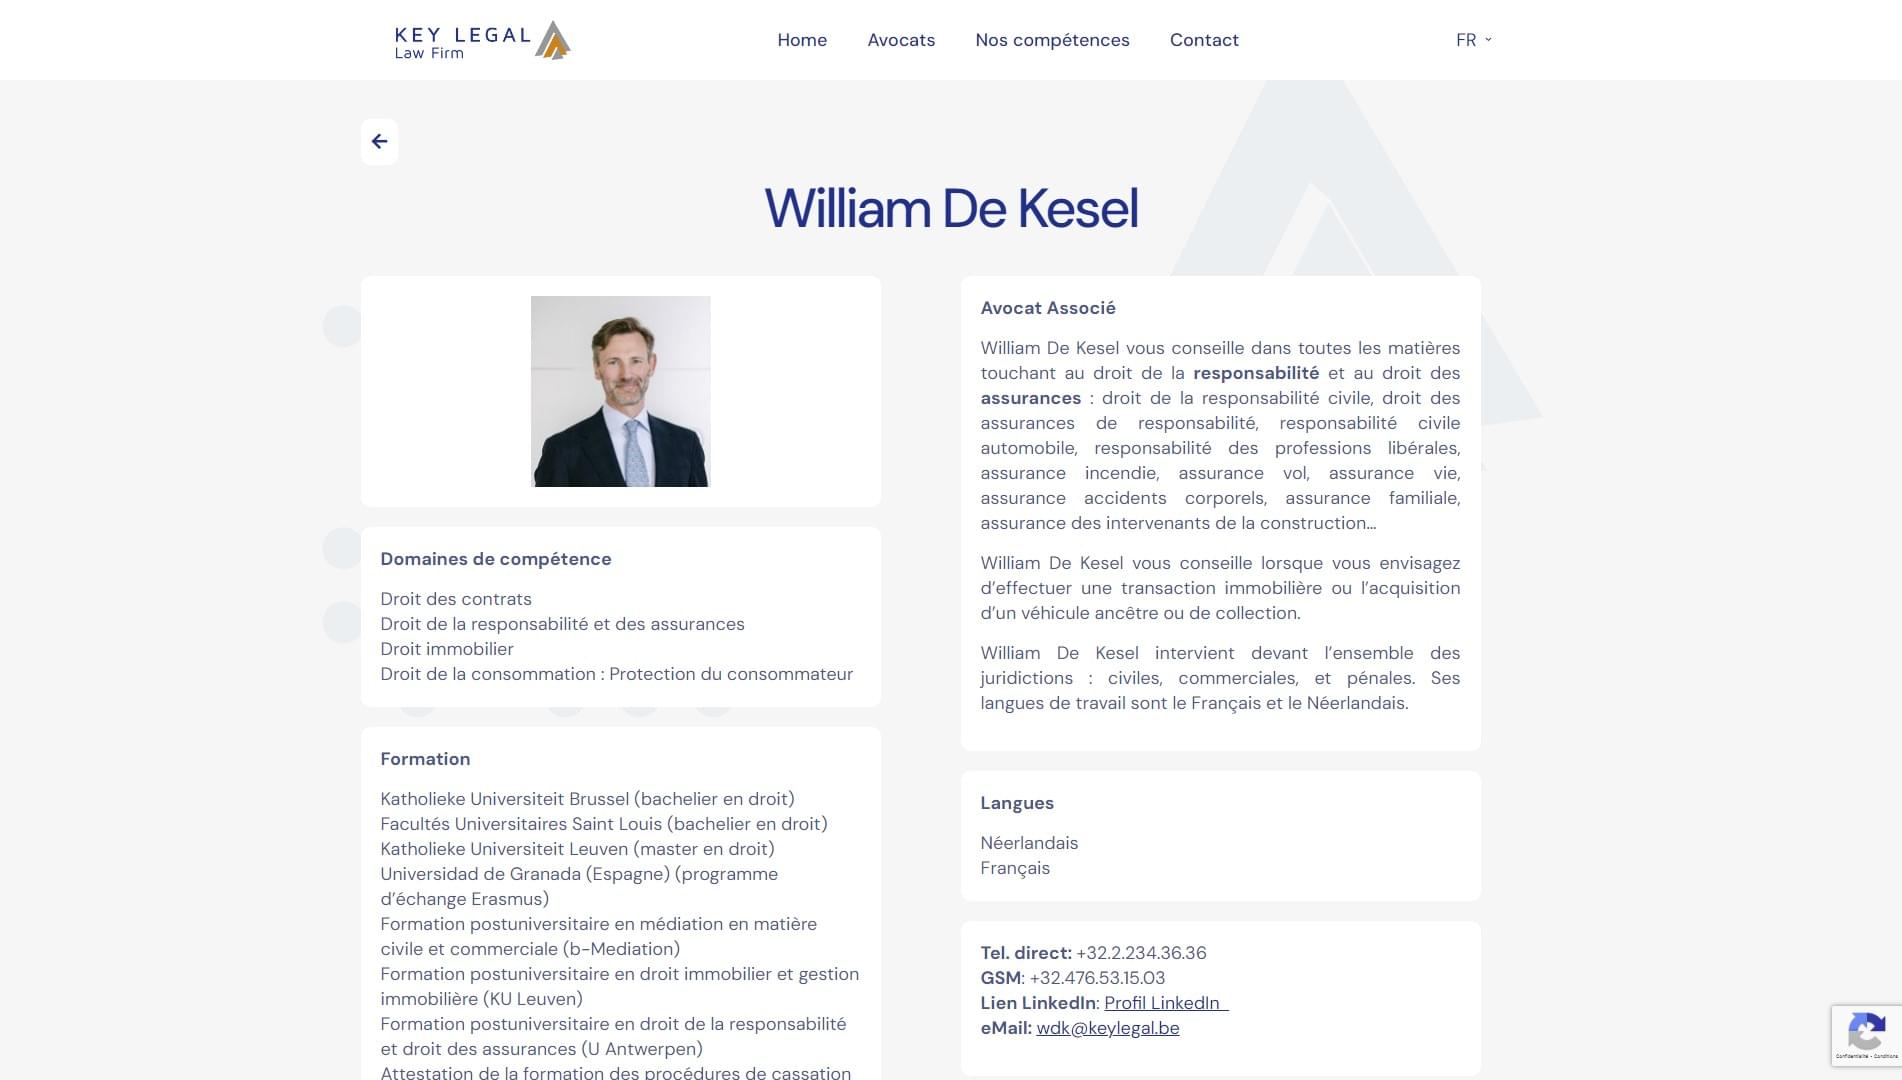 KEY LEGAL
Law Firm
Home
Avocats
Nos compétences
Contact
FR
William De Kesel
Domaines de compétence
Droit des contrats
Droit de la responsabilité et des assurances
Droit immobilier
Droit de la consommation : Protection du consommateur
Formation
Katholieke Universiteit Brussel (bachelier en droit)
Facultés Universitaires Saint Louis (bachelier en droit)
Katholieke Universiteit Leuven (master en droit)
Universidad de Granada (Espagne) (programme
d’échange Erasmus)
Formation postuniversitaire en médiation en matière
civile et commerciale (b-Mediation)
Formation postuniversitaire en droit immobilier et gestion
immobilière (KU Leuven)
Formation postuniversitaire en droit de la responsabilité
et droit des assurances (U Antwerpen)
Attestation de la formation des procédures de cassation
Avocat Associé
William De Kesel vous conseille dans toutes les matières
touchant au droit de la responsabilité et au droit des
assurances : droit de la responsabilité civile, droit des
assurances de responsabilité, responsabilité civile
automobile, responsabilité des professions libérales,
assurance incendie, assurance vol, assurance vie,
assurance accidents corporels, assurance familiale,
assurance des intervenants de la construction…
William De Kesel vous conseille lorsque vous envisagez
d’effectuer une transaction immobilière ou l’acquisition
d’un véhicule ancêtre ou de collection.
William De Kesel intervient devant l’ensemble des
juridictions : civiles, commerciales, et pénales. Ses
langues de travail sont le Français et le Néerlandais.
Langues
Néerlandais
Français
Tel. direct: +32.2.234.36.36
GSM: +32.476.53.15.03
Lien LinkedIn: Profil LinkedIn
eMail: wdk@keylegal.be
Confidentialité - Conditions